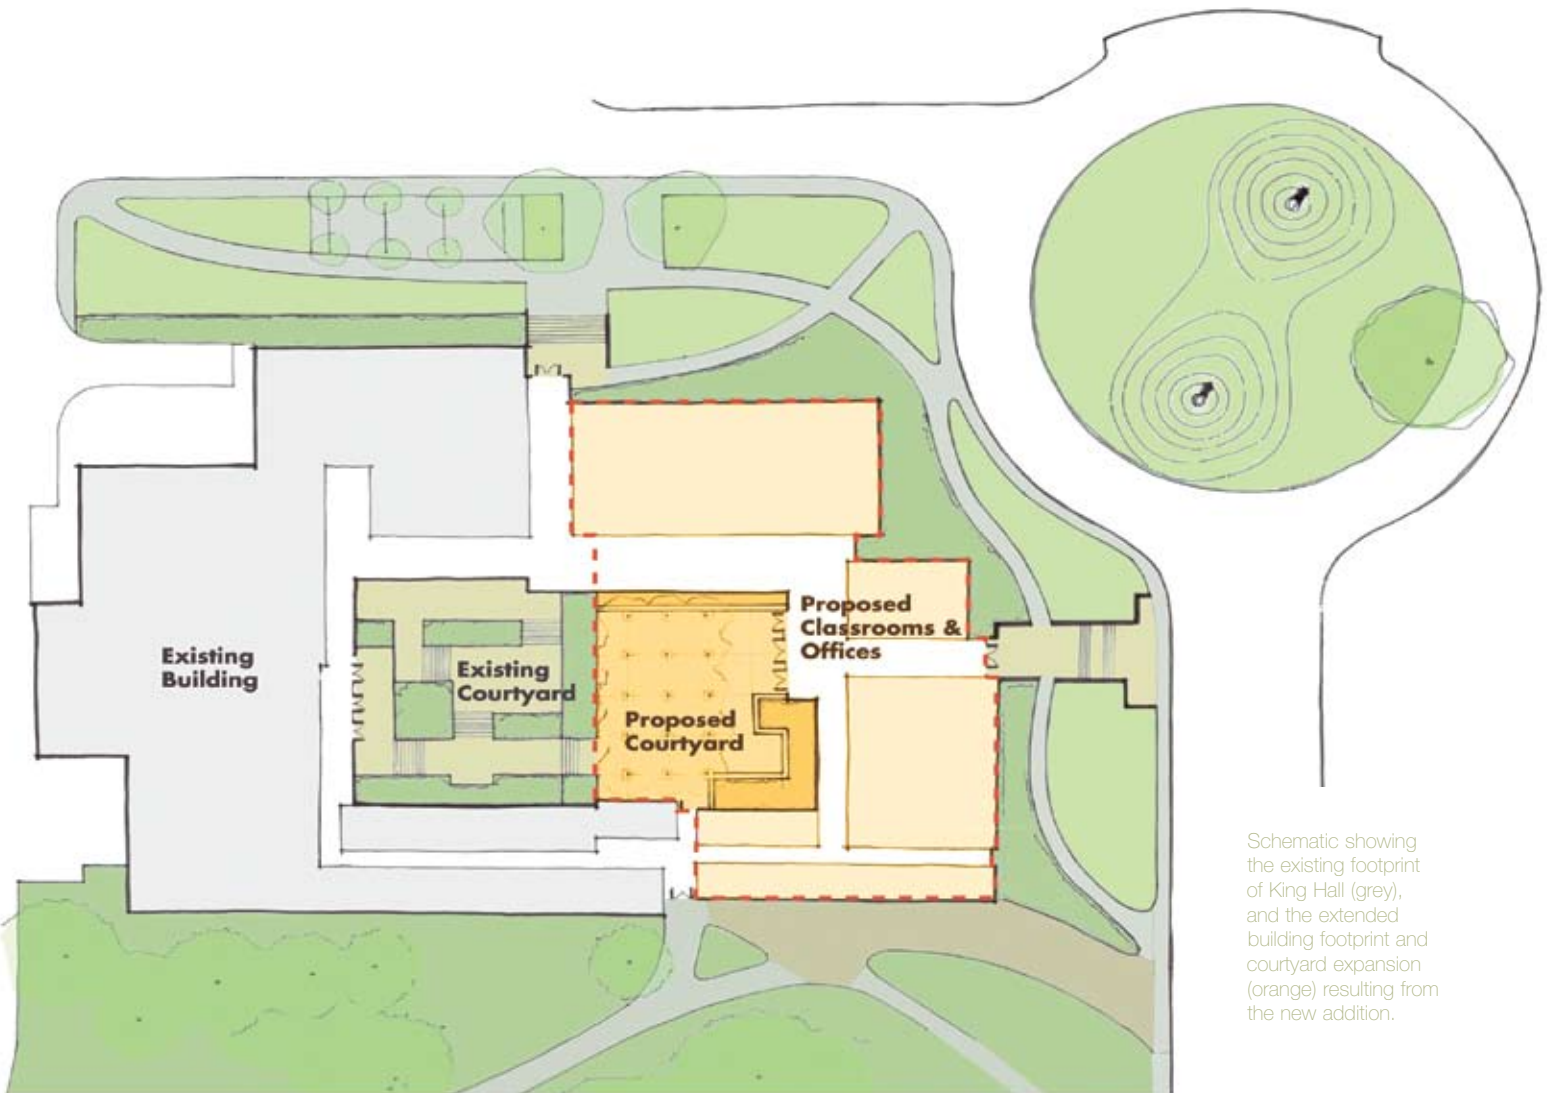 Existing
Building
Existing
Courtyard
Proposed
Courtyard
Proposed
Classrooms &
Offices
Schematic showing
the existing footprint
of King Hall (grey),
and the extended
building footprint and
courtyard expansion
(orange) resulting from
the new addition.